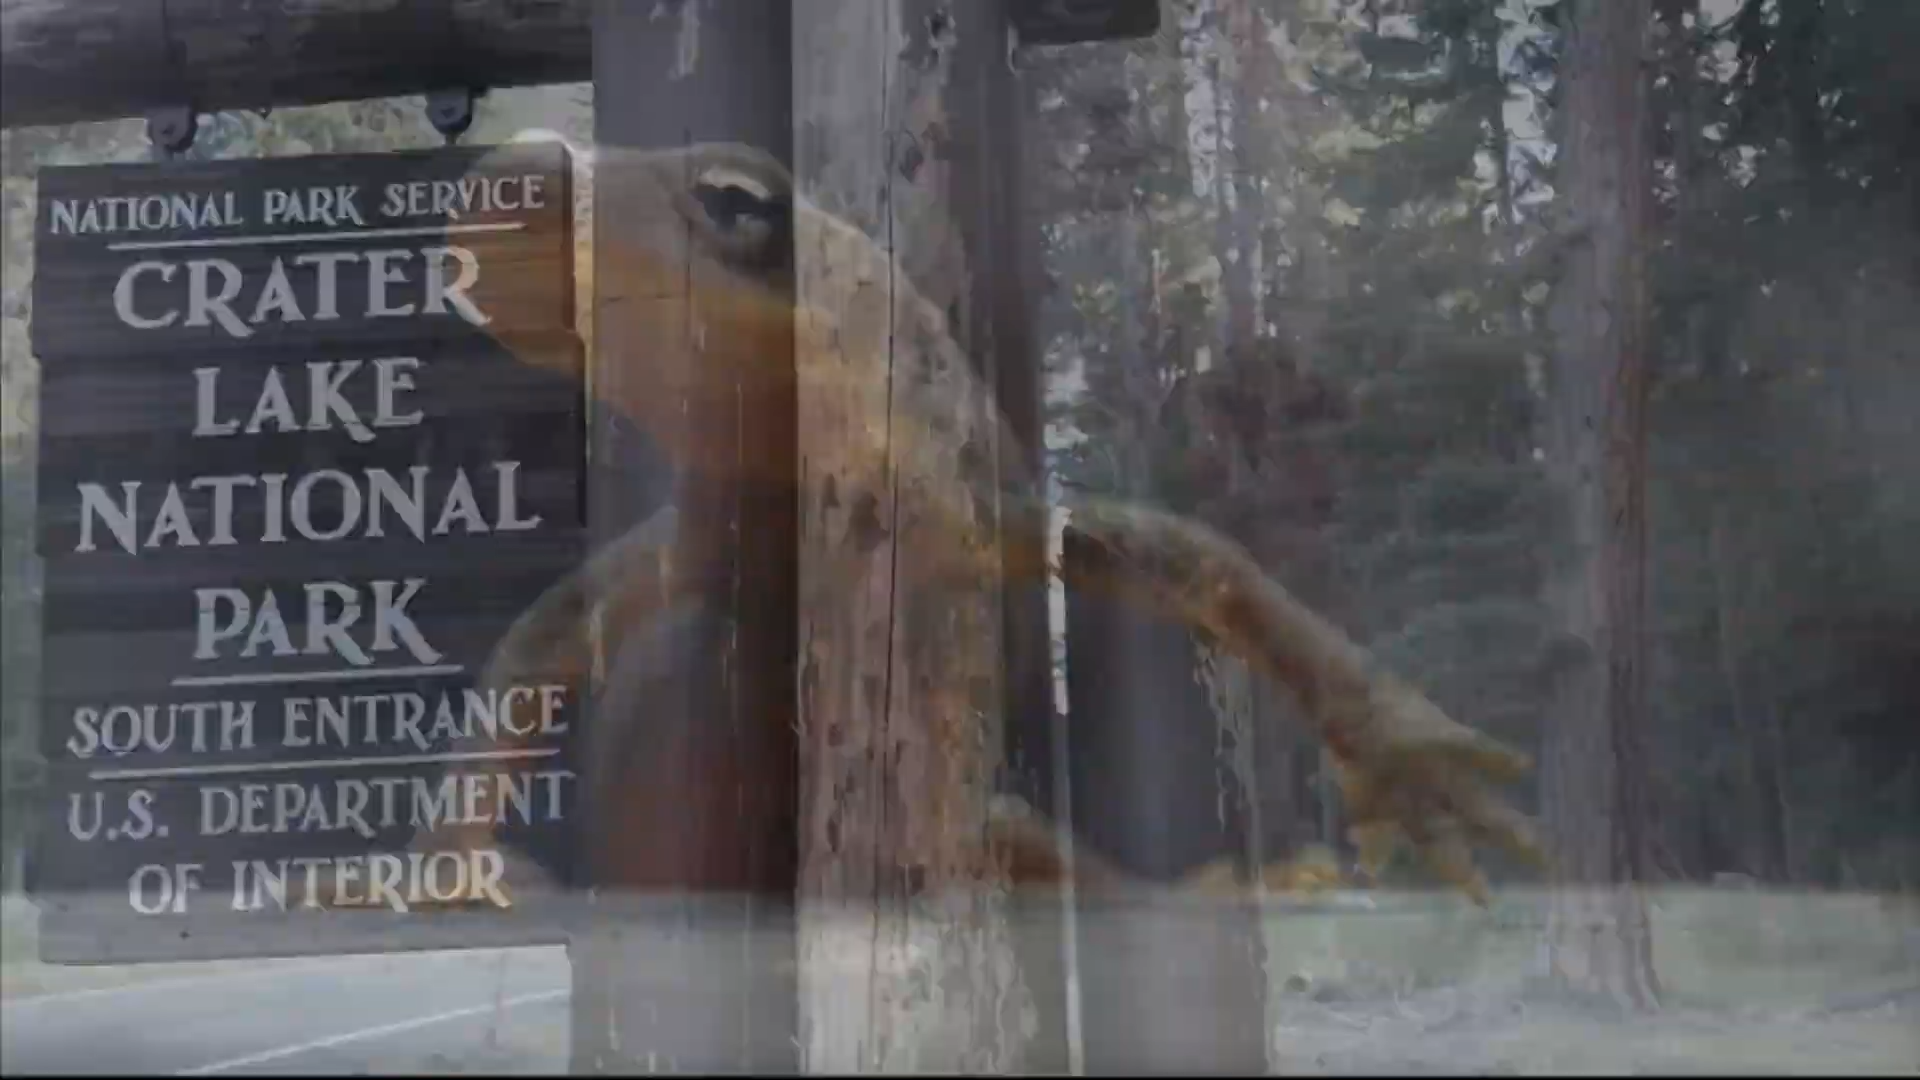 NATIONAL PARK SERVICE
CRATER
LAKE
NATIONAL
PARK
SOUTH ENTRANCE
U.S. DEPARTMENT
OF INTERIOR